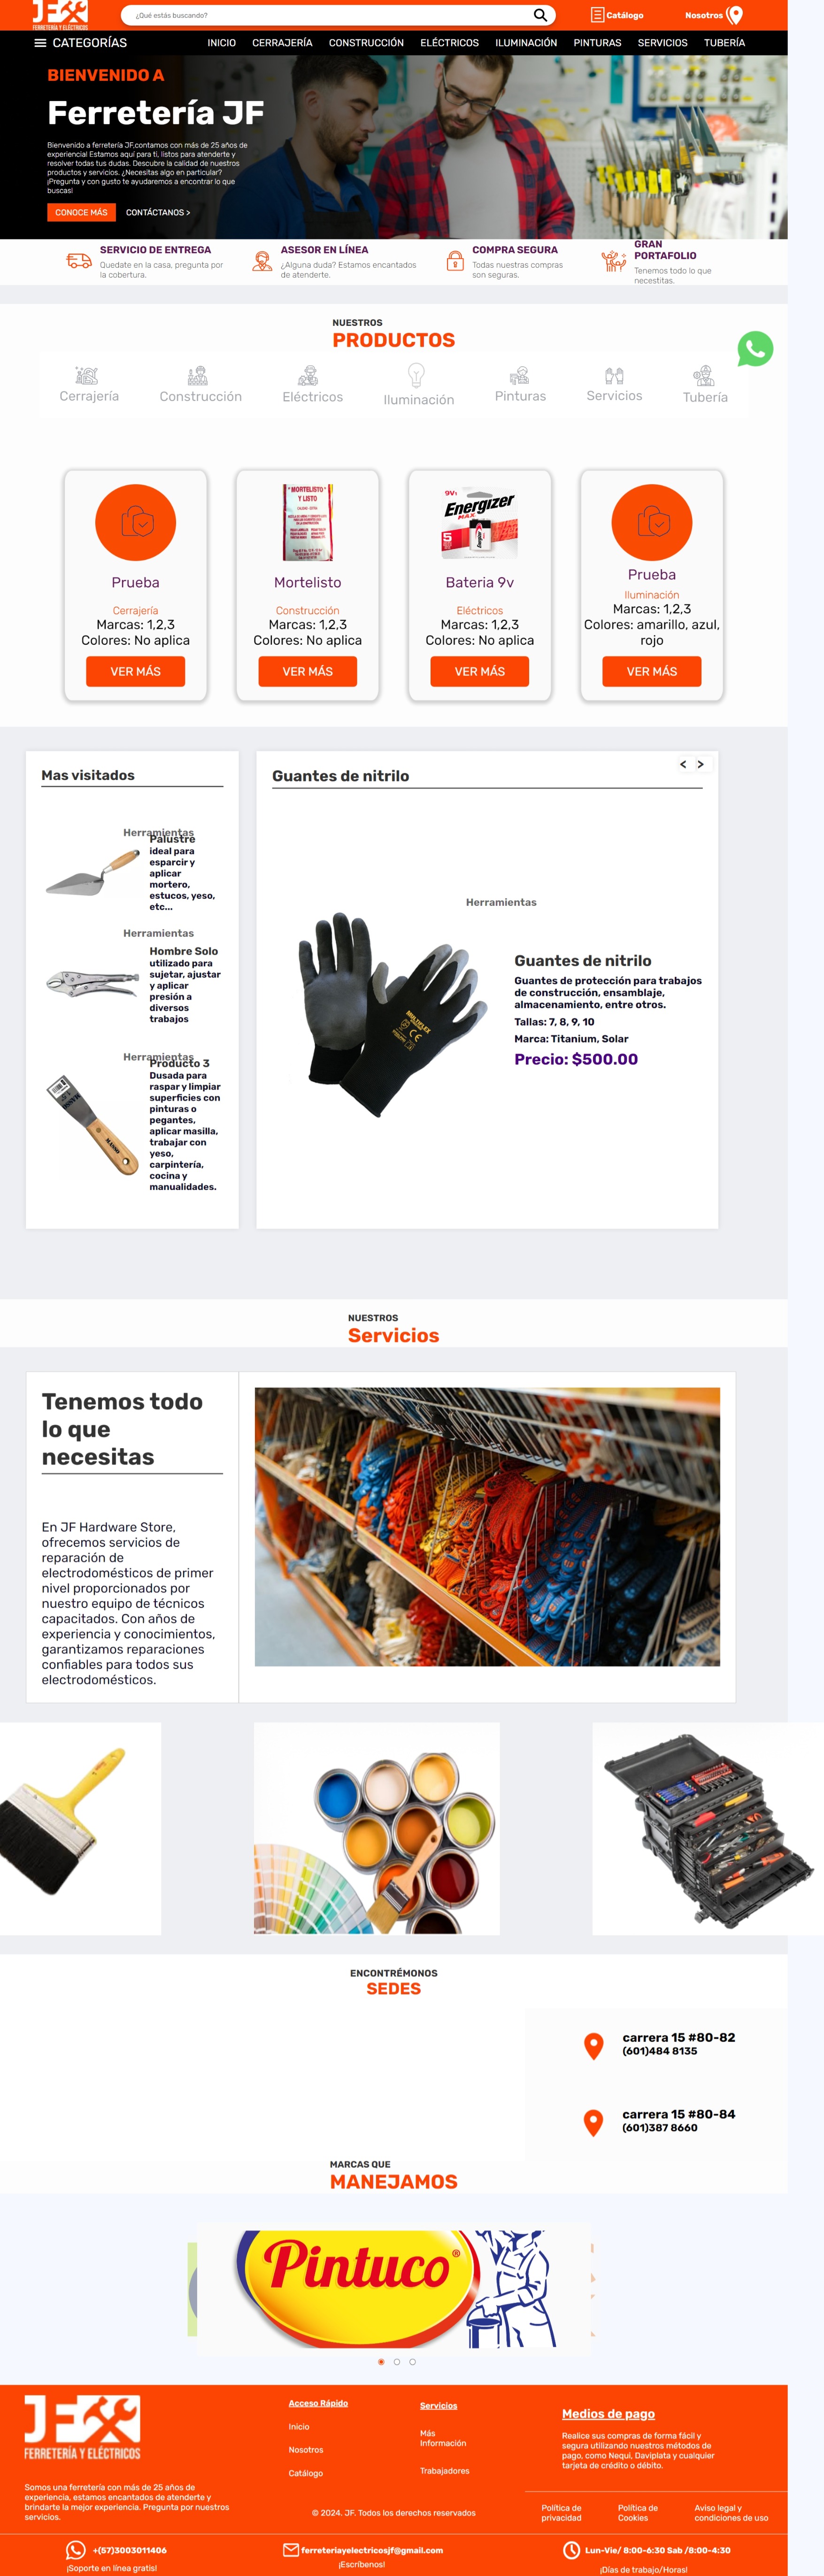 JF
FERRETERÍA Y ELÉCTRICOS
¿Qué estás buscando?
Catálogo
Nosotros
CATEGORÍAS
INICIO CERRAJERÍA CONSTRUCCIÓN ELÉCTRICOS ILUMINACIÓN PINTURAS SERVICIOS TUBERÍA
BIENVENIDO A
Ferretería JF
Bienvenido a ferretería JF,contamos con más de 25 años de
experiencia! Estamos aquí para ti, listos para atenderte y
resolver todas tus dudas. Descubre la calidad de nuestros
productos y servicios. ¿Necesitas algo en particular?
¡Pregunta y con gusto te ayudaremos a encontrar lo que
buscas!
CONOCE MÁS
CONTÁCTANOS >
SERVICIO DE ENTREGA
Quedate en la casa, pregunta por
la cobertura.
ASESOR EN LÍNEA
¿Alguna duda? Estamos encantados
de atenderte.
COMPRA SEGURA
Todas nuestras compras
son seguras.
GRAN
PORTAFOLIO
Tenemos todo lo que
necesitas.
NUESTROS
PRODUCTOS
Cerrajería
Construcción
Eléctricos
Iluminación
Pinturas
Servicios
Tubería
Prueba
Cerrajería
Marcas: 1,2,3
Colores: No aplica
VER MÁS
"MORTELISTO"
Y LISTO
Mortelisto
Construcción
Marcas: 1,2,3
Colores: No aplica
VER MÁS
9V1
Energizer
MAX
5
Bateria 9v
Eléctricos
Marcas: 1,2,3
Colores: No aplica
VER MÁS
Prueba
Iluminación
Marcas: 1,2,3
Colores: amarillo, azul,
rojo
VER MÁS
Mas visitados
Herramientas
Palustre
ideal para
esparcir y
aplicar
mortero,
estucos, yeso,
etc...
Herramientas
Hombre Solo
utilizado para
sujetar, ajustar
y aplicar
presión a
diversos
trabajos
Herramientas
Producto 3
Dusada para
raspar y limpiar
superficies con
pinturas o
pegantes,
aplicar masilla,
trabajar con
yeso,
carpintería,
cocina y
manualidades.
Guantes de nitrilo
< >
Herramientas
MULTIFLEX
CE
Guantes de nitrilo
Guantes de protección para trabajos
de construcción, ensamblaje,
almacenamiento, entre otros.
Tallas: 7, 8, 9, 10
Marca: Titanium, Solar
Precio: $500.00
NUESTROS
Servicios
Tenemos todo
lo que
necesitas
En JF Hardware Store,
ofrecemos servicios de
reparación de
electrodomésticos de primer
nivel proporcionados por
nuestro equipo de técnicos
capacitados. Con años de
experiencia y conocimientos,
garantizamos reparaciones
confiables para todos sus
electrodomésticos.
ENCONTRÉMONOS
SEDES
carrera 15 #80-82
(601)484 8135
carrera 15 #80-84
(601)387 8660
MARCAS QUE
MANEJAMOS
Pintuco®
JF
FERRETERÍA Y ELÉCTRICOS
Somos una ferretería con más de 25 años de
experiencia, estamos encantados de atenderte y
brindarte la mejor experiencia. Pregunta por nuestros
servicios.
Acceso Rápido
Inicio
Nosotros
Catálogo
Servicios
Más
Información
Trabajadores
© 2024. JF. Todos los derechos reservados
Medios de pago
Realice sus compras de forma fácil y
segura utilizando nuestros métodos de
pago, como Nequi, Daviplata y cualquier
tarjeta de crédito o débito.
Política de
privacidad
Política de
Cookies
Aviso legal y
condiciones de uso
+(57)3003011406
¡Soporte en línea gratis!
ferreteriayelectricosjf@gmail.com
¡Escríbenos!
Lun-Vie/ 8:00-6:30 Sab /8:00-4:30
¡Días de trabajo/Horas!